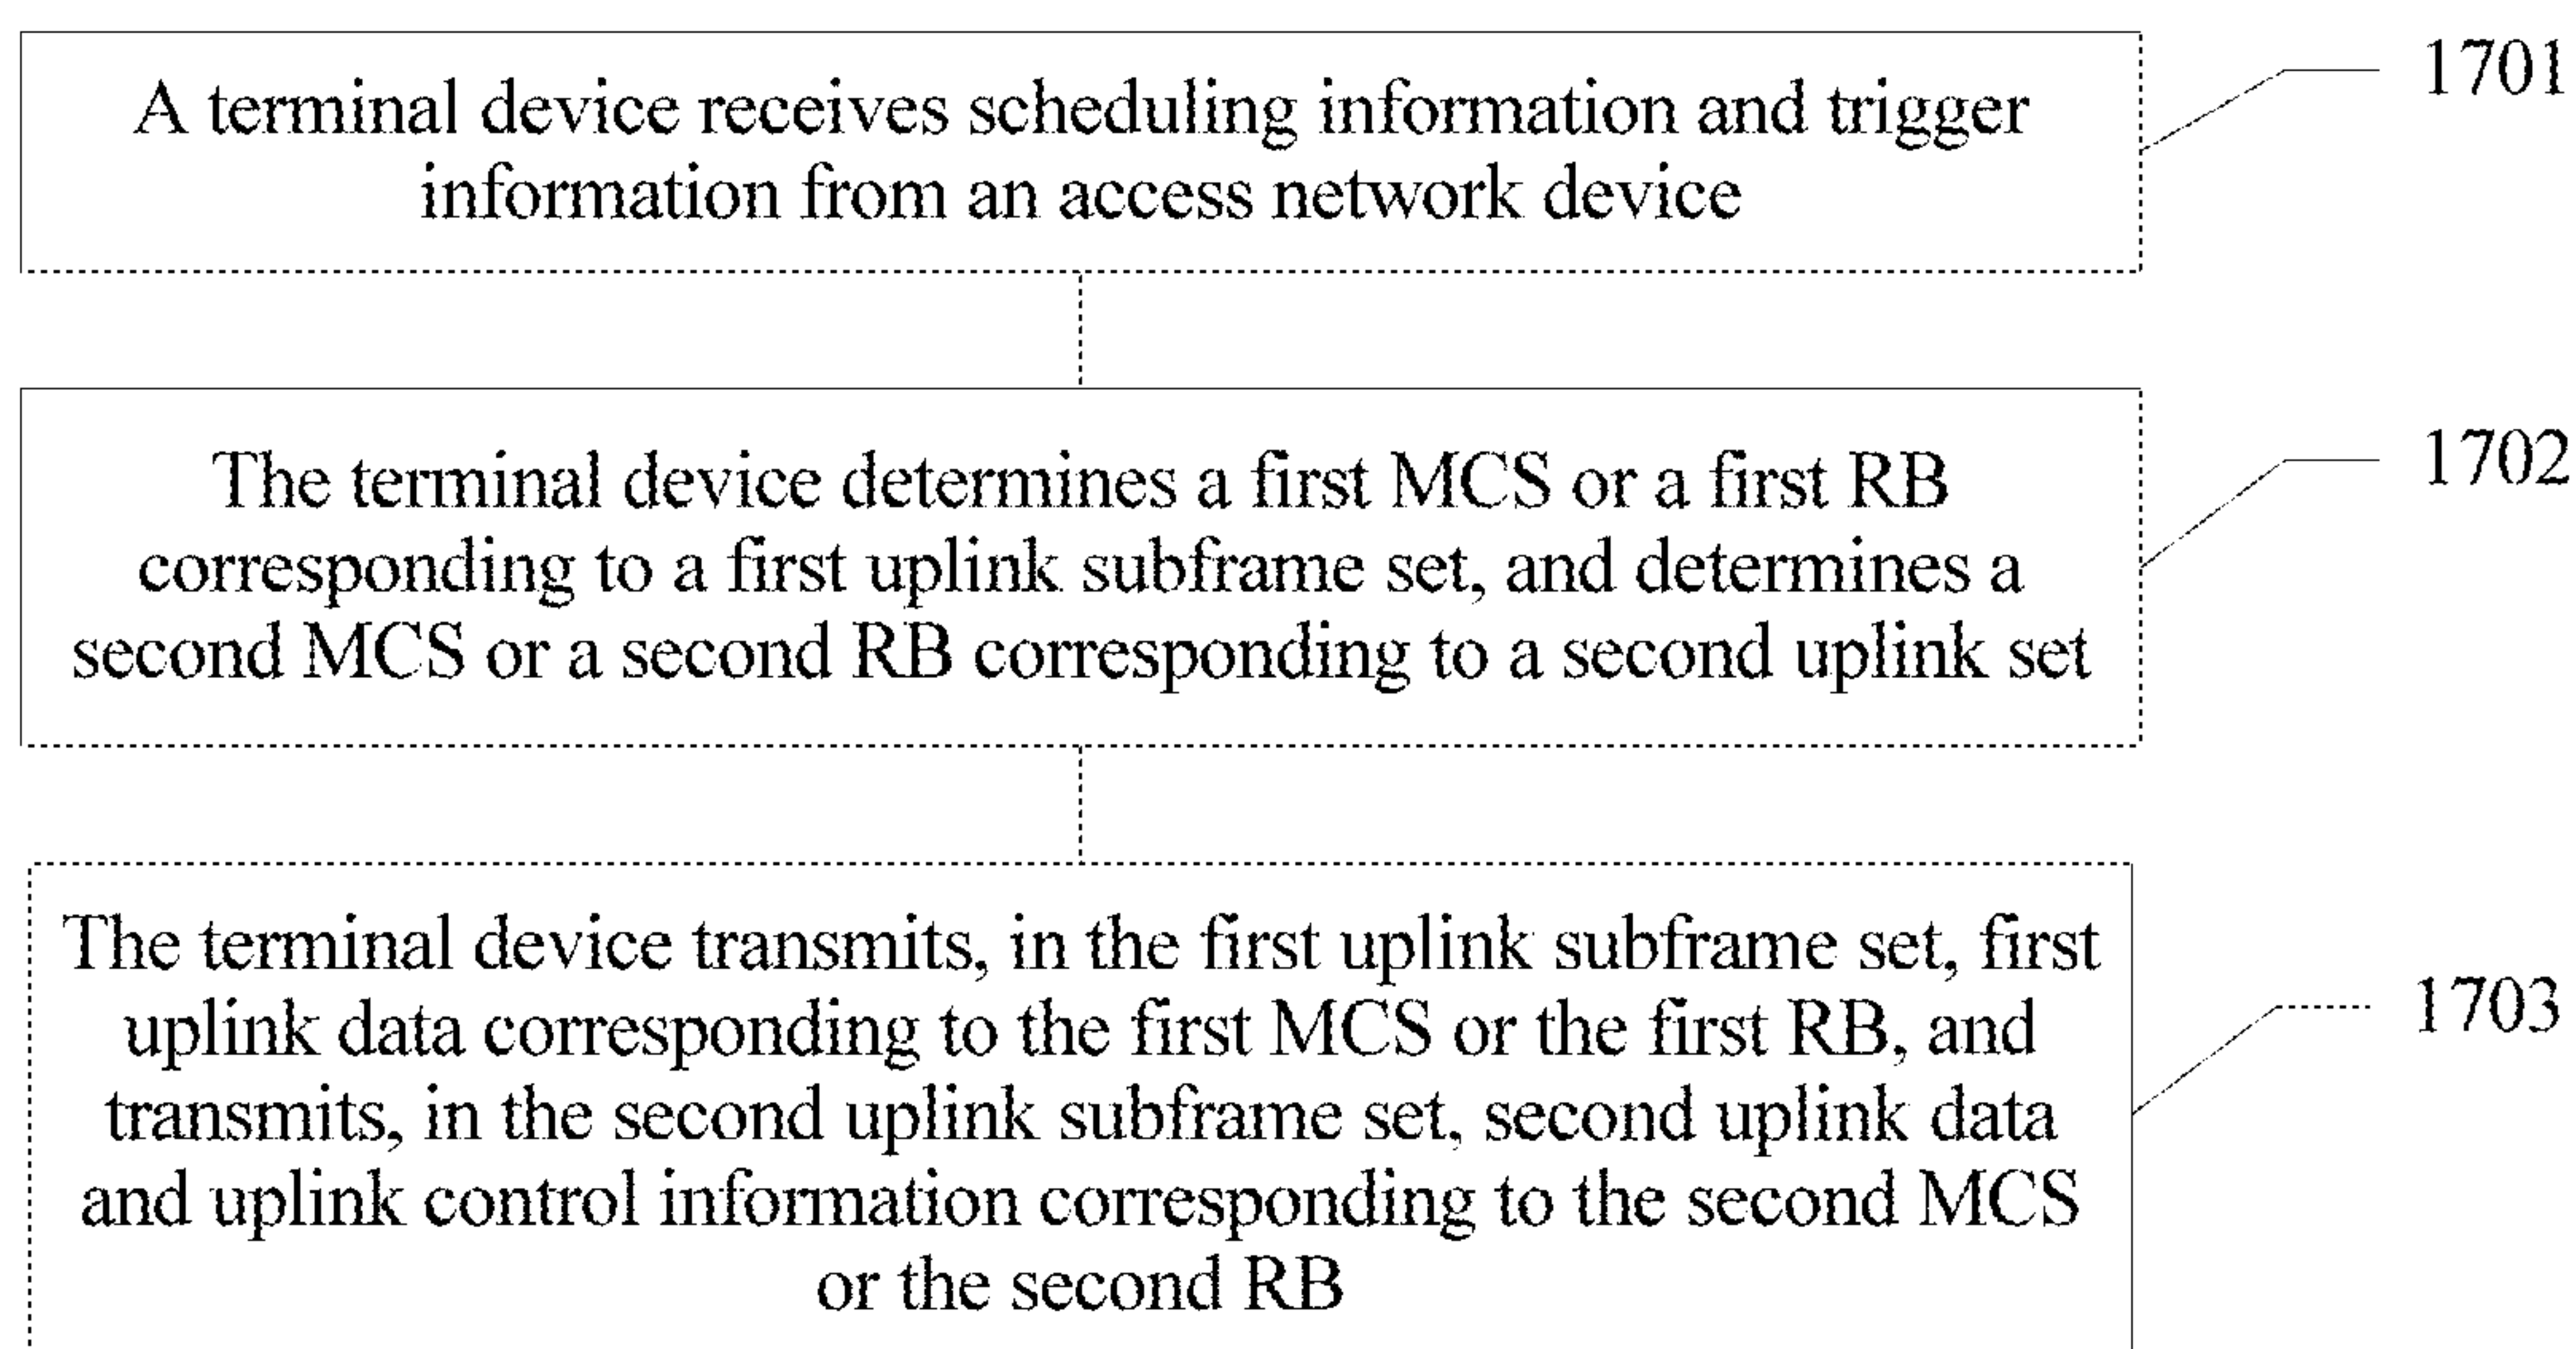 A terminal device receives scheduling information and trigger
information from an access network device
1701
The terminal device determines a first MCS or a first RB
corresponding to a first uplink subframe set, and determines a
second MCS or a second RB corresponding to a second uplink set
1702
The terminal device transmits, in the first uplink subframe set, first
uplink data corresponding to the first MCS or the first RB, and
transmits, in the second uplink subframe set, second uplink data
and uplink control information corresponding to the second MCS
or the second RB
1703